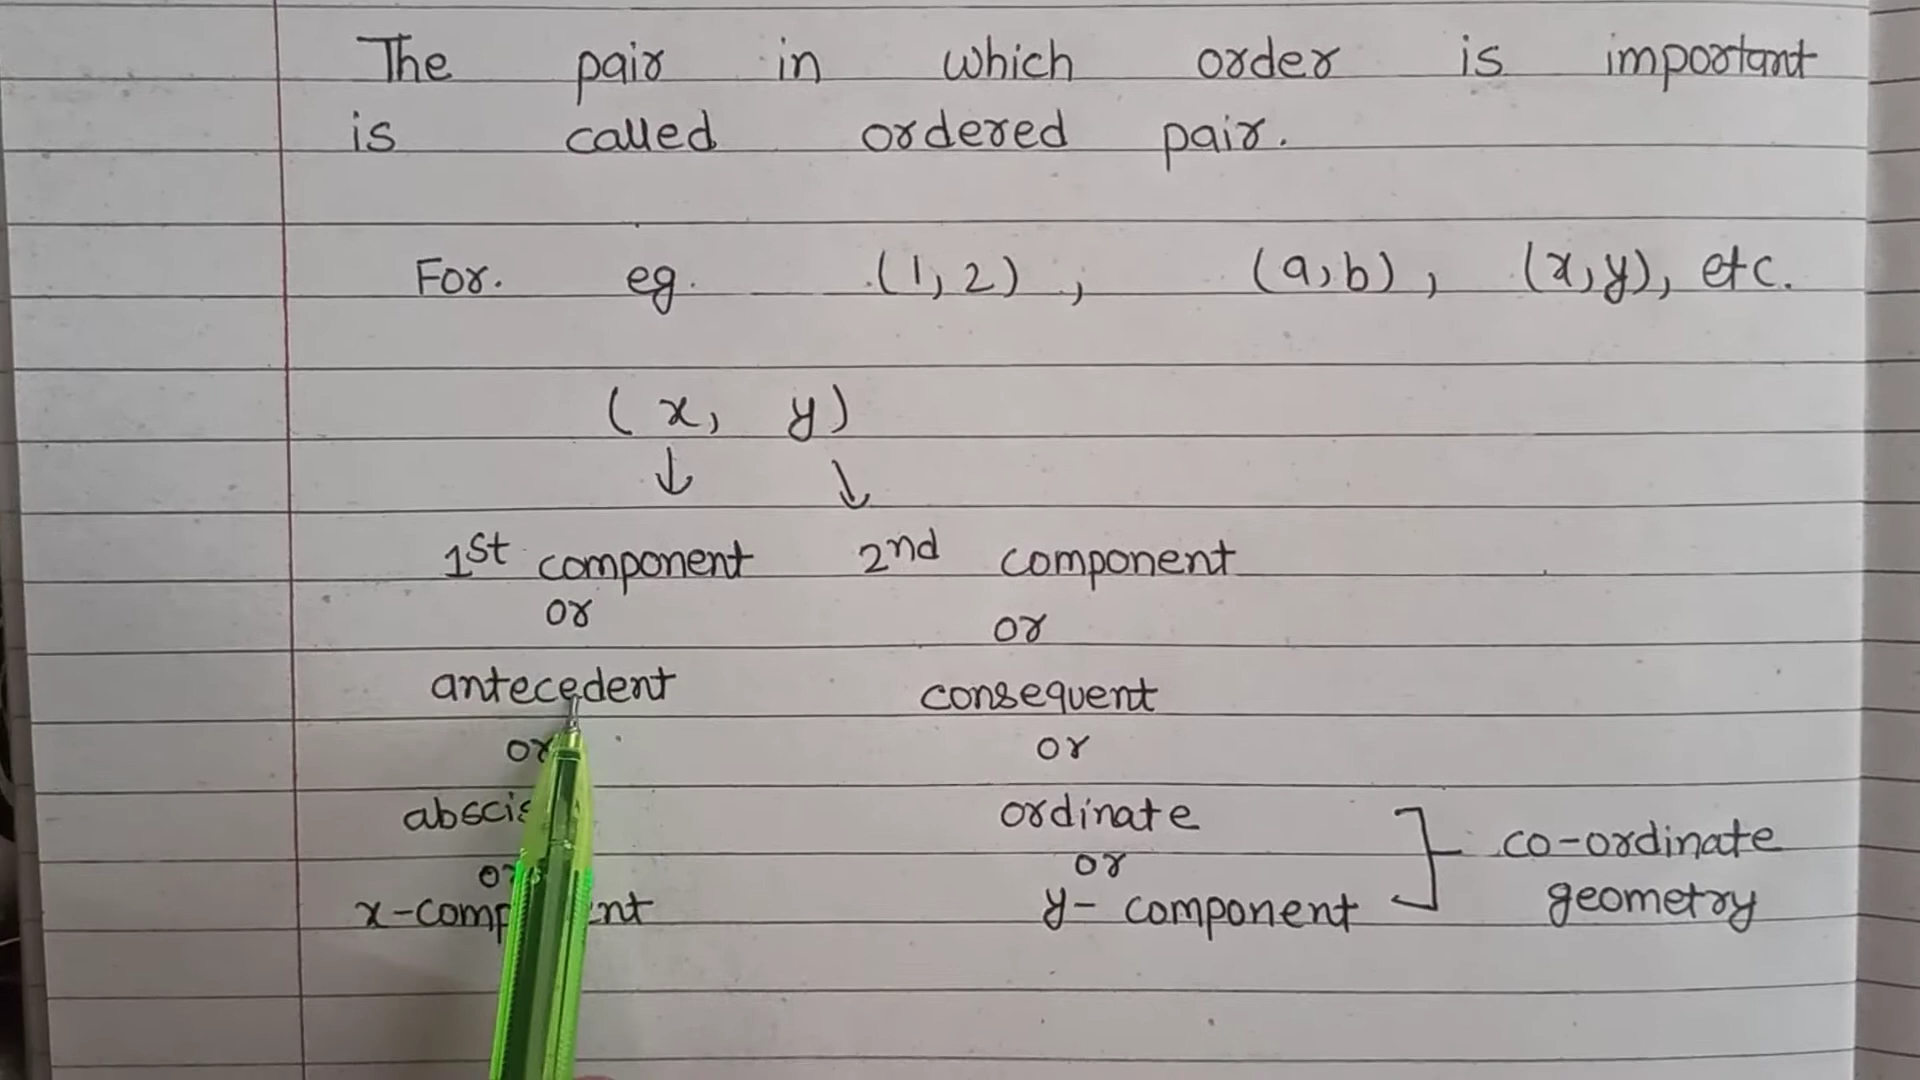 The pair in which order is important
is called ordered pair.
For. eg. (1,2), (a,b), (x,y), etc.
(x, y)
↓ ↓
1st component 2nd component
or or
antecedent consequent
or
ordinate co-ordinate
or
y- component geometry